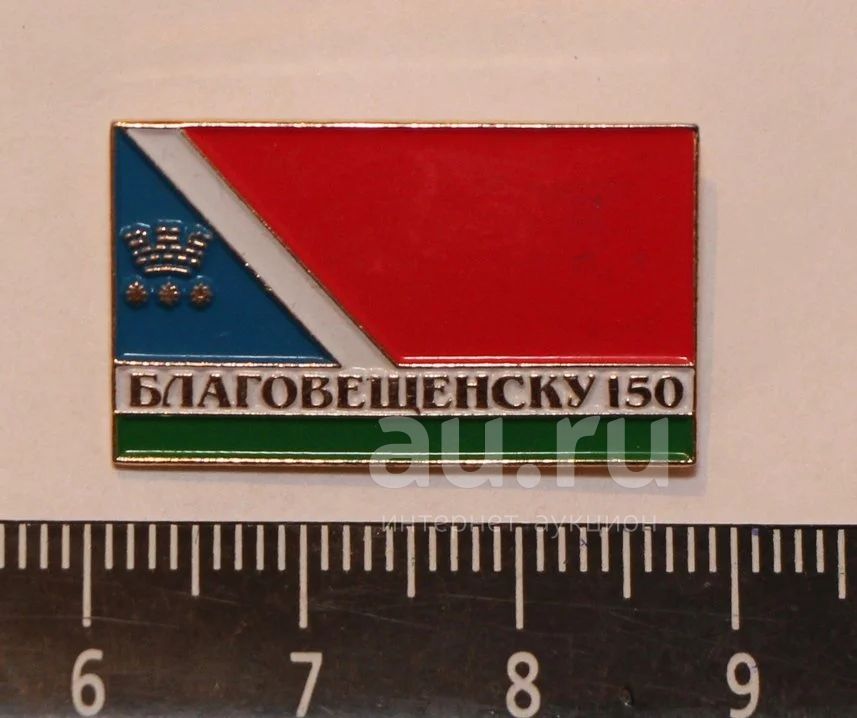 БЛАГОВЕЩЕНСКУ 150
au.ru
интернет-аукцион
6 7 8 9